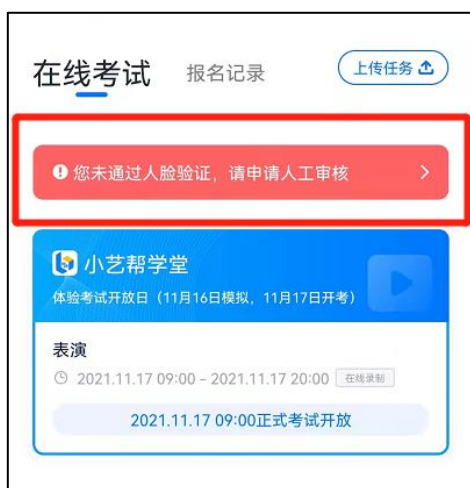 在线考试 报名记录 上传任务
您未通过人脸验证，请申请人工审核
小艺帮学堂
体验考试开放日（11月16日模拟，11月17日开考）
表演
2021.11.17 09:00 - 2021.11.17 20:00 在线录制
2021.11.17 09:00正式考试开放